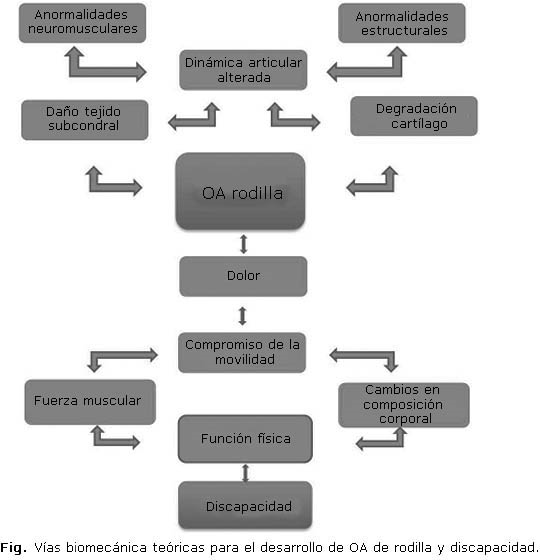 Anormalidades
neuromusculares
Anormalidades
estructurales
Dinámica articular
alterada
Daño tejido
subcondral
Degradación
cartílago
OA rodilla
Dolor
Compromiso de la
movilidad
Fuerza muscular
Cambios en
composición
corporal
Función física
Discapacidad
Fig. Vías biomecánica teóricas para el desarrollo de OA de rodilla y discapacidad.